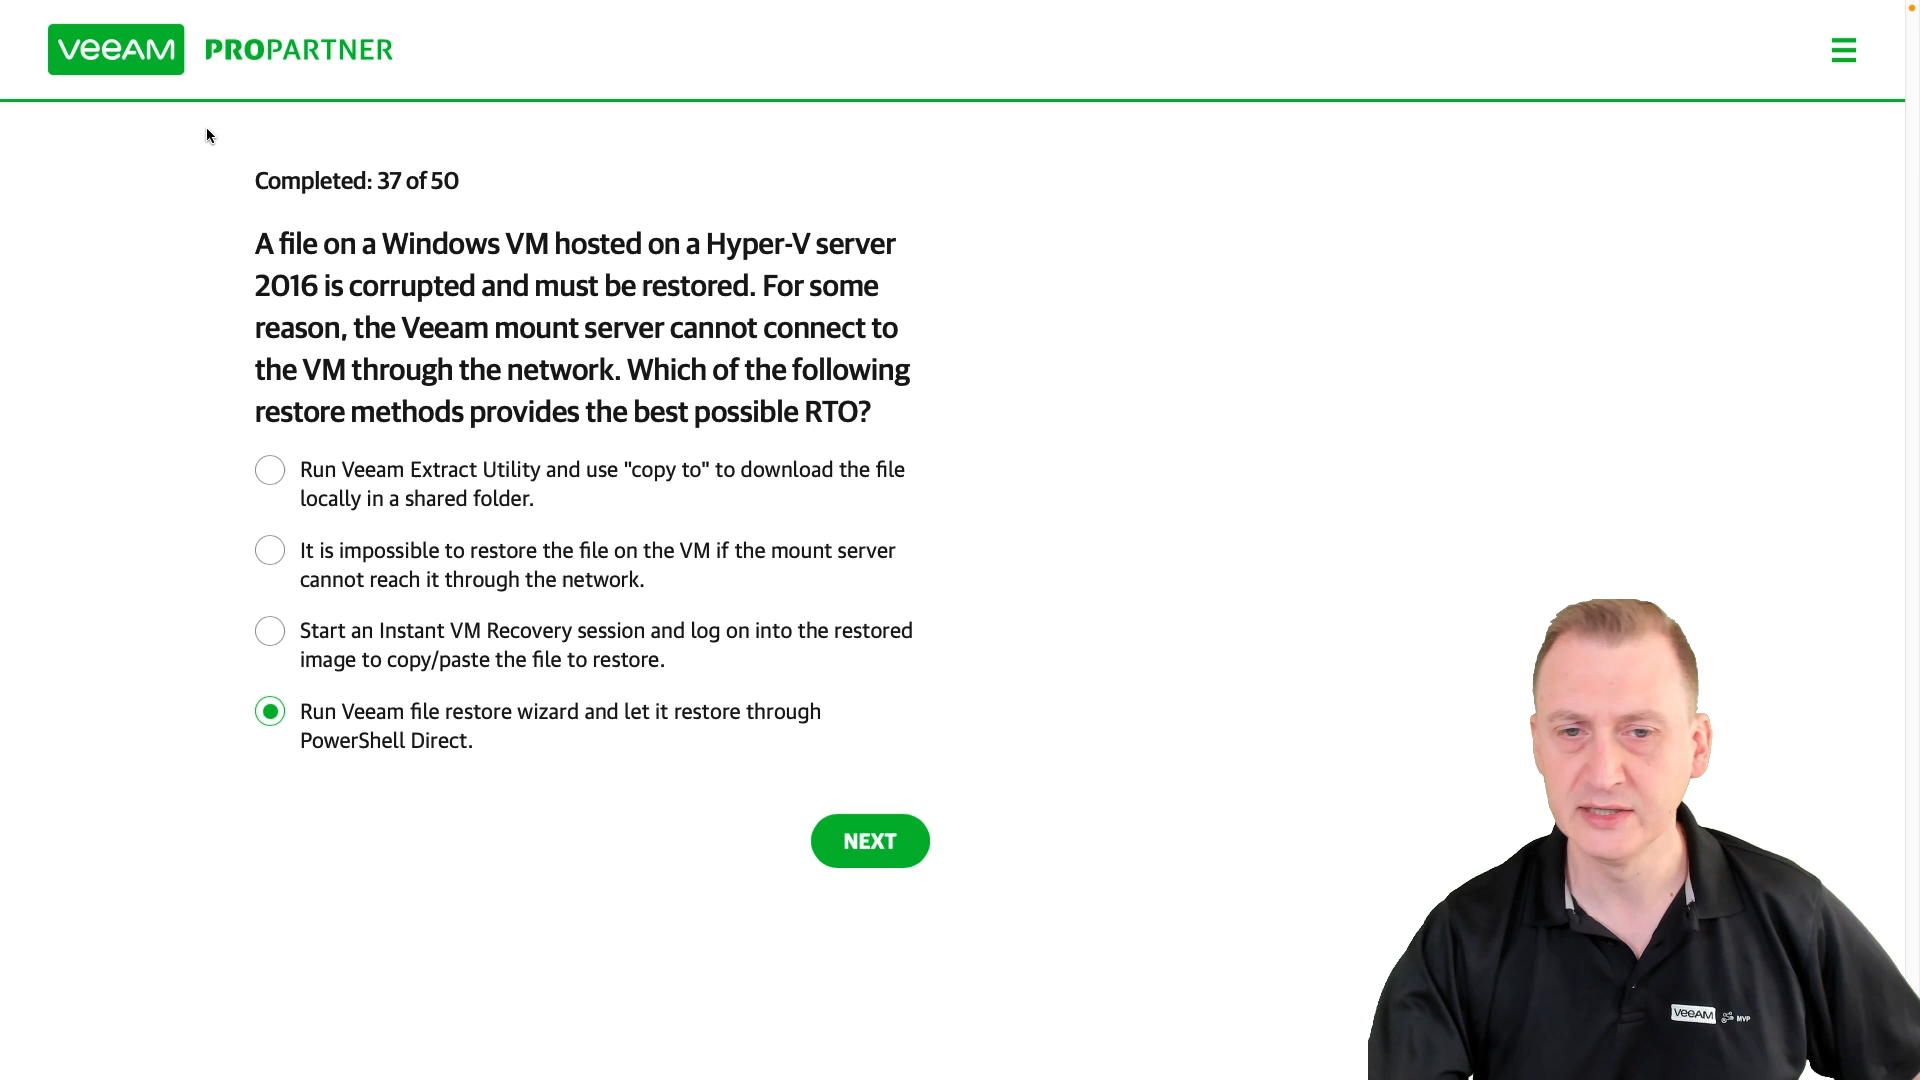 VeeAM PROPARTNER
Completed: 37 of 50
A file on a Windows VM hosted on a Hyper-V server
2016 is corrupted and must be restored. For some
reason, the Veeam mount server cannot connect to
the VM through the network. Which of the following
restore methods provides the best possible RTO?
Run Veeam Extract Utility and use "copy to" to download the file
locally in a shared folder.
It is impossible to restore the file on the VM if the mount server
cannot reach it through the network.
Start an Instant VM Recovery session and log on into the restored
image to copy/paste the file to restore.
Run Veeam file restore wizard and let it restore through
PowerShell Direct.
NEXT
VeeAM MVP